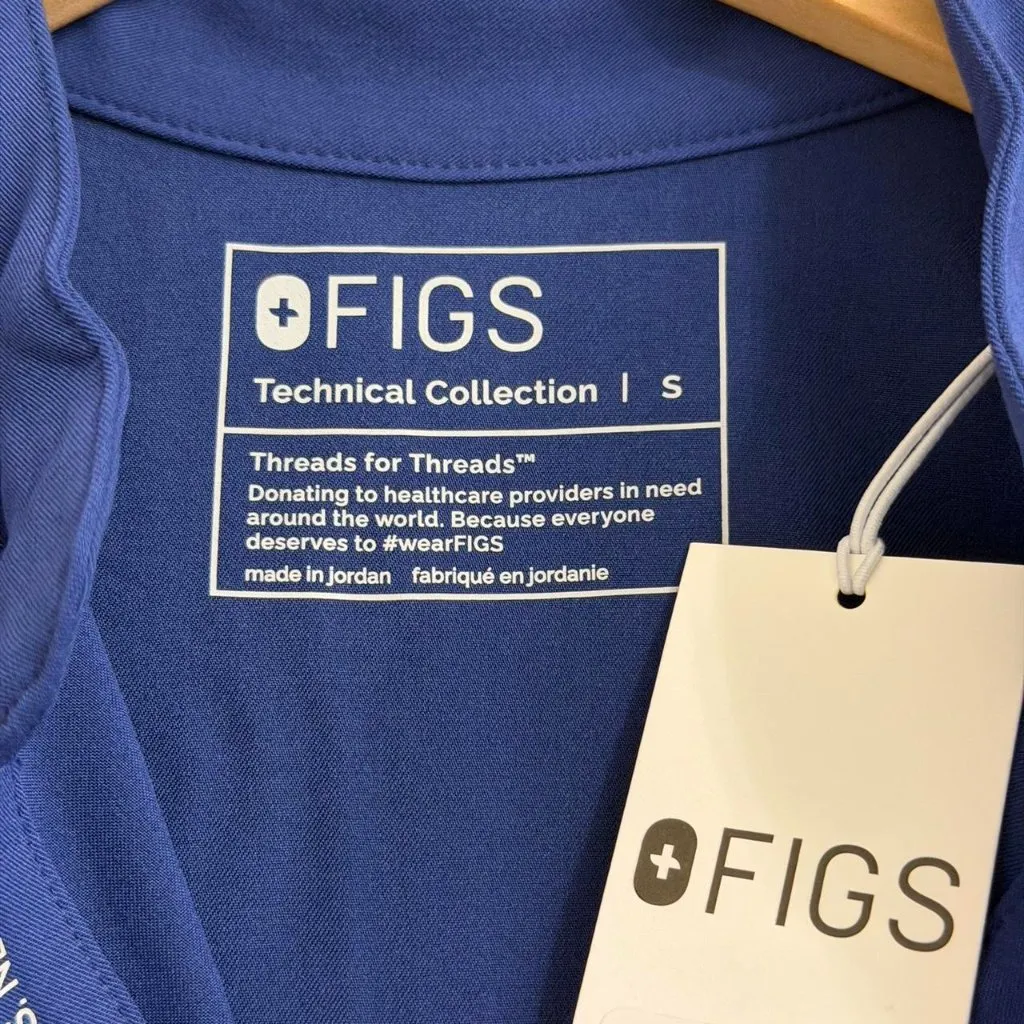 FIGS
Technical Collection | S
Threads for Threads™
Donating to healthcare providers in need
around the world. Because everyone
deserves to #wearFIGS
made in jordan fabriqué en jordanie
FIGS